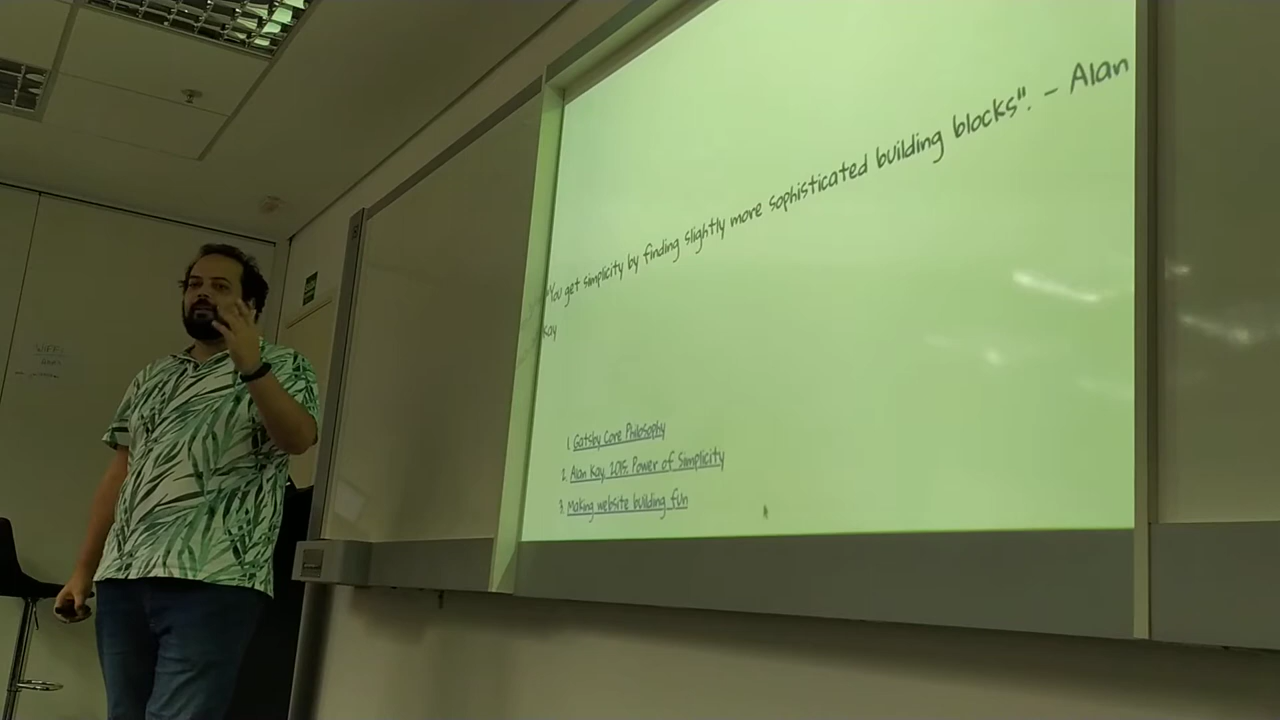 "You get simplicity by finding slightly more sophisticated building blocks". - Alan
Kay
1. Gatsby Core Philosophy
2. Alan Kay, 2015: Power of Simplicity
3. Making website building fun
WIFI: